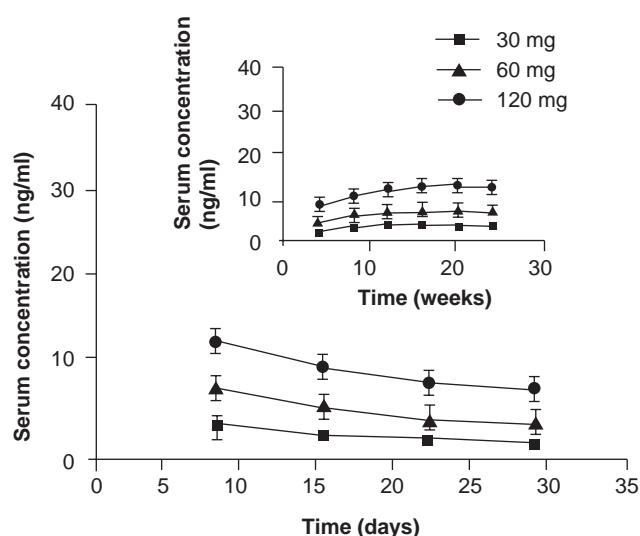 30 mg
60 mg
120 mg
Serum concentration
(ng/ml)
40
30
20
10
0
0 10 20 30
Time (weeks)
Serum concentration (ng/ml)
40
30
10
0
0 5 10 15 20 25 30 35
Time (days)